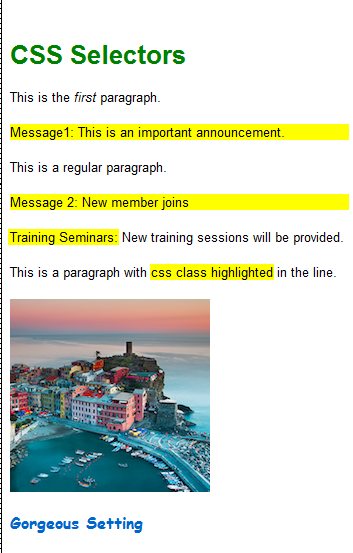 CSS Selectors
This is the first paragraph.
Message1: This is an important announcement.
This is a regular paragraph.
Message 2: New member joins
Training Seminars: New training sessions will be provided.
This is a paragraph with css class highlighted in the line.
Gorgeous Setting